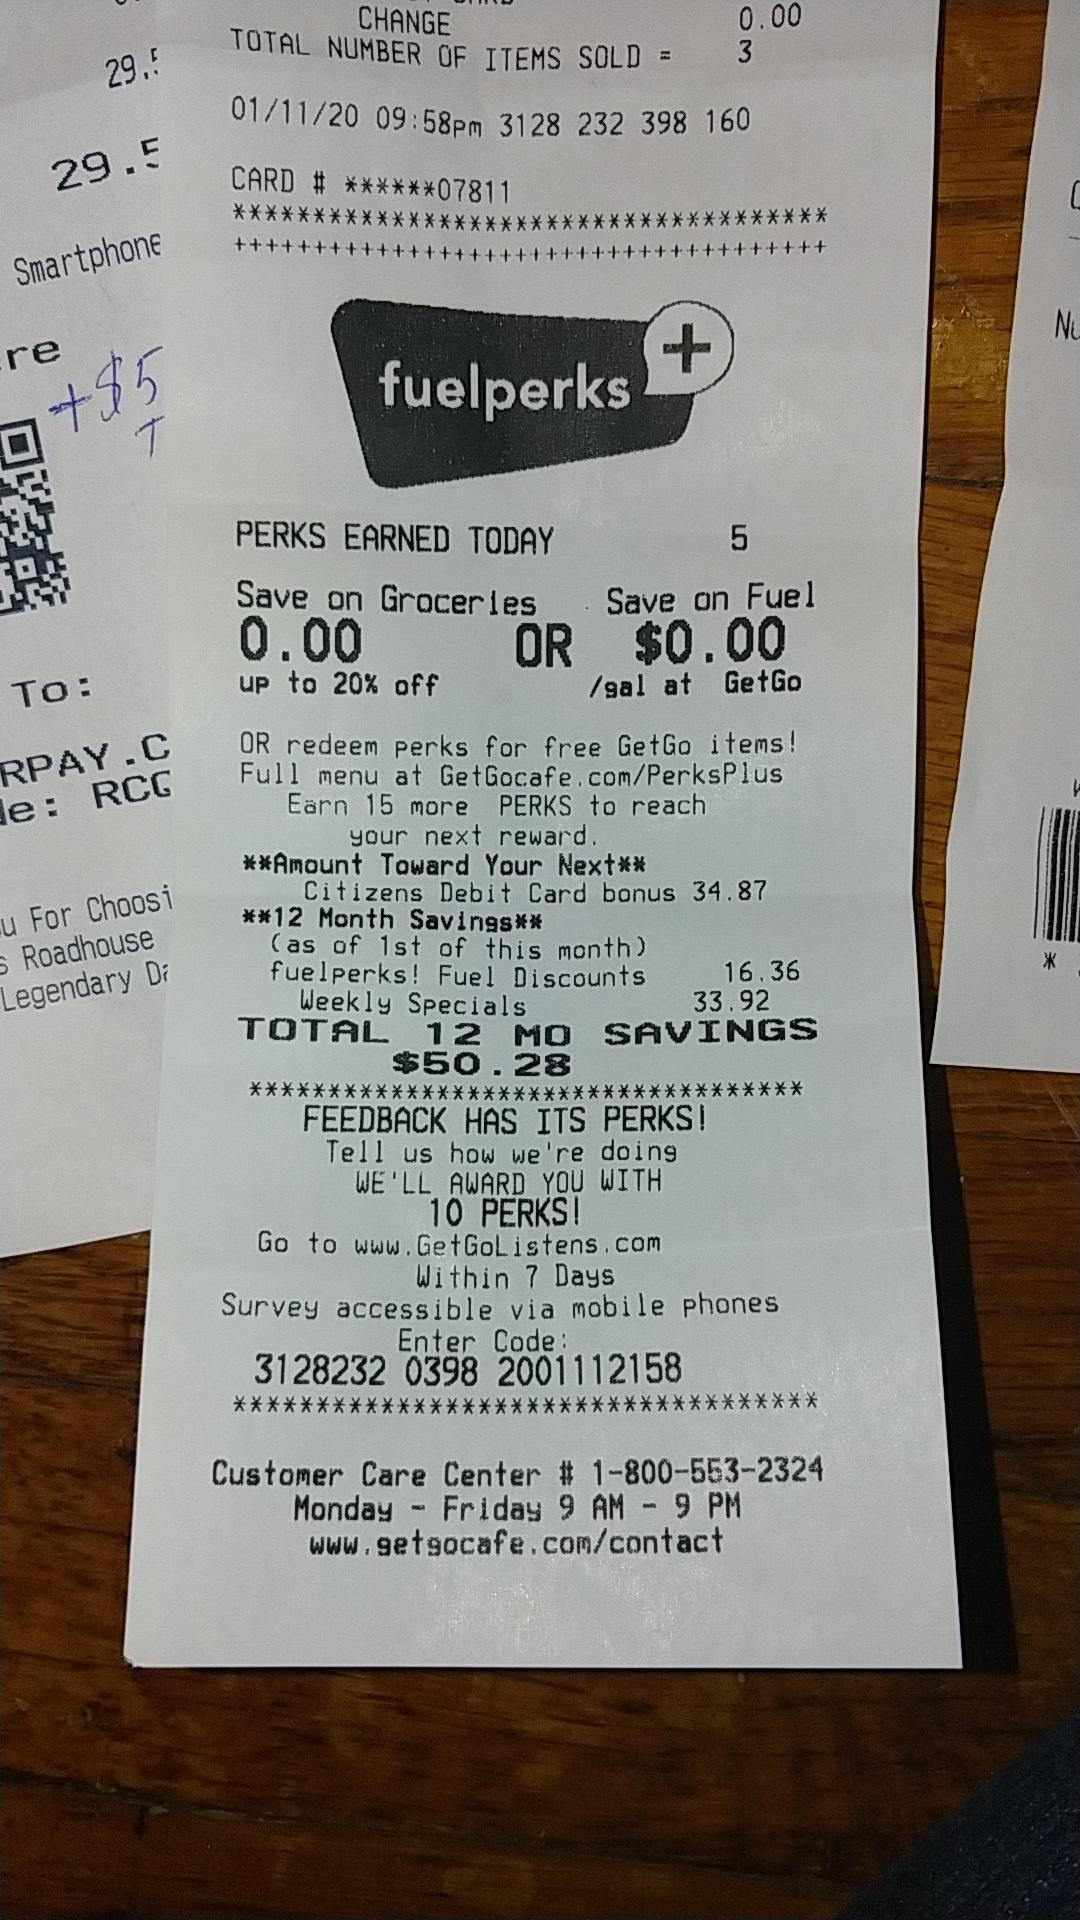 CHANGE 0.00
TOTAL NUMBER OF ITEMS SOLD = 3
01/11/20 09:58pm 3128 232 398 160
CARD # ******07811
*************************************
+++++++++++++++++++++++++++++++++++++
fuelperks +
PERKS EARNED TODAY 5
Save on Groceries Save on Fuel
0.00 OR $0.00
up to 20% off /gal at GetGo
OR redeem perks for free GetGo items!
Full menu at GetGocafe.com/PerksPlus
Earn 15 more PERKS to reach
your next reward.
**Amount Toward Your Next**
Citizens Debit Card bonus 34.87
**12 Month Savings**
(as of 1st of this month)
fuelperks! Fuel Discounts 16.36
Weekly Specials 33.92
TOTAL 12 MO SAVINGS
$50.28
***********************************
FEEDBACK HAS ITS PERKS!
Tell us how we're doing
WE'LL AWARD YOU WITH
10 PERKS!
Go to www.GetGoListens.com
Within 7 Days
Survey accessible via mobile phones
Enter Code:
3128232 0398 2001112158
*************************************
Customer Care Center # 1-800-553-2324
Monday - Friday 9 AM - 9 PM
www.getgocafe.com/contact
29.5
29.5
Smartphone
re
+$5
T
To:
RPAY.C
de: RCG
u For Choosi
s Roadhouse
Legendary Da
Nu
*